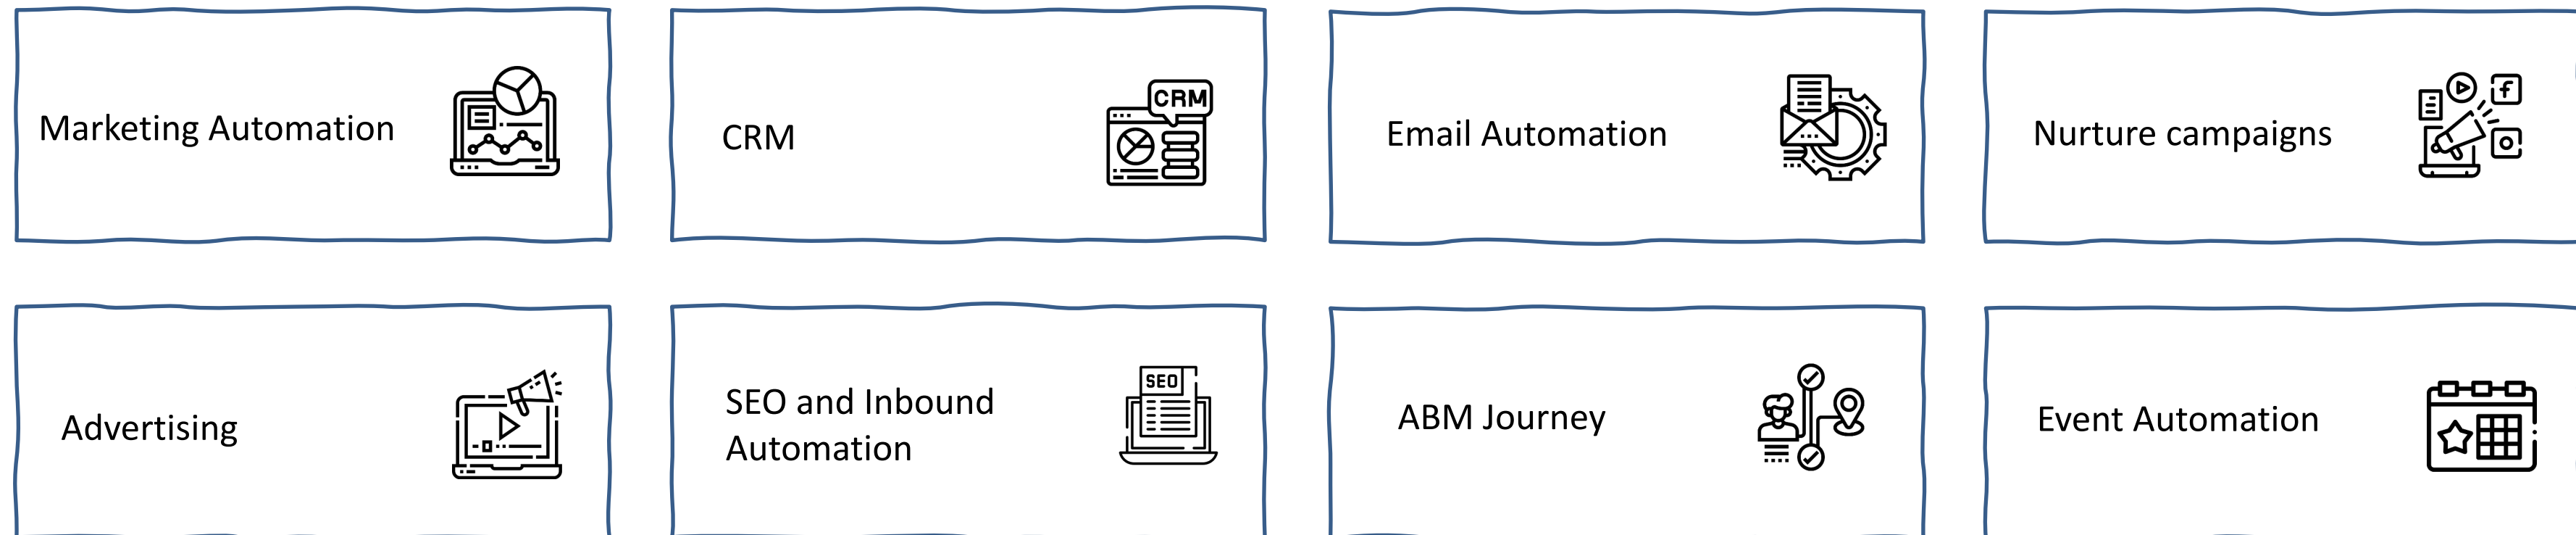 Marketing Automation
CRM
CRM
Email Automation
Nurture campaigns
f
Advertising
SEO and Inbound
Automation
SEO
ABM Journey
Event Automation